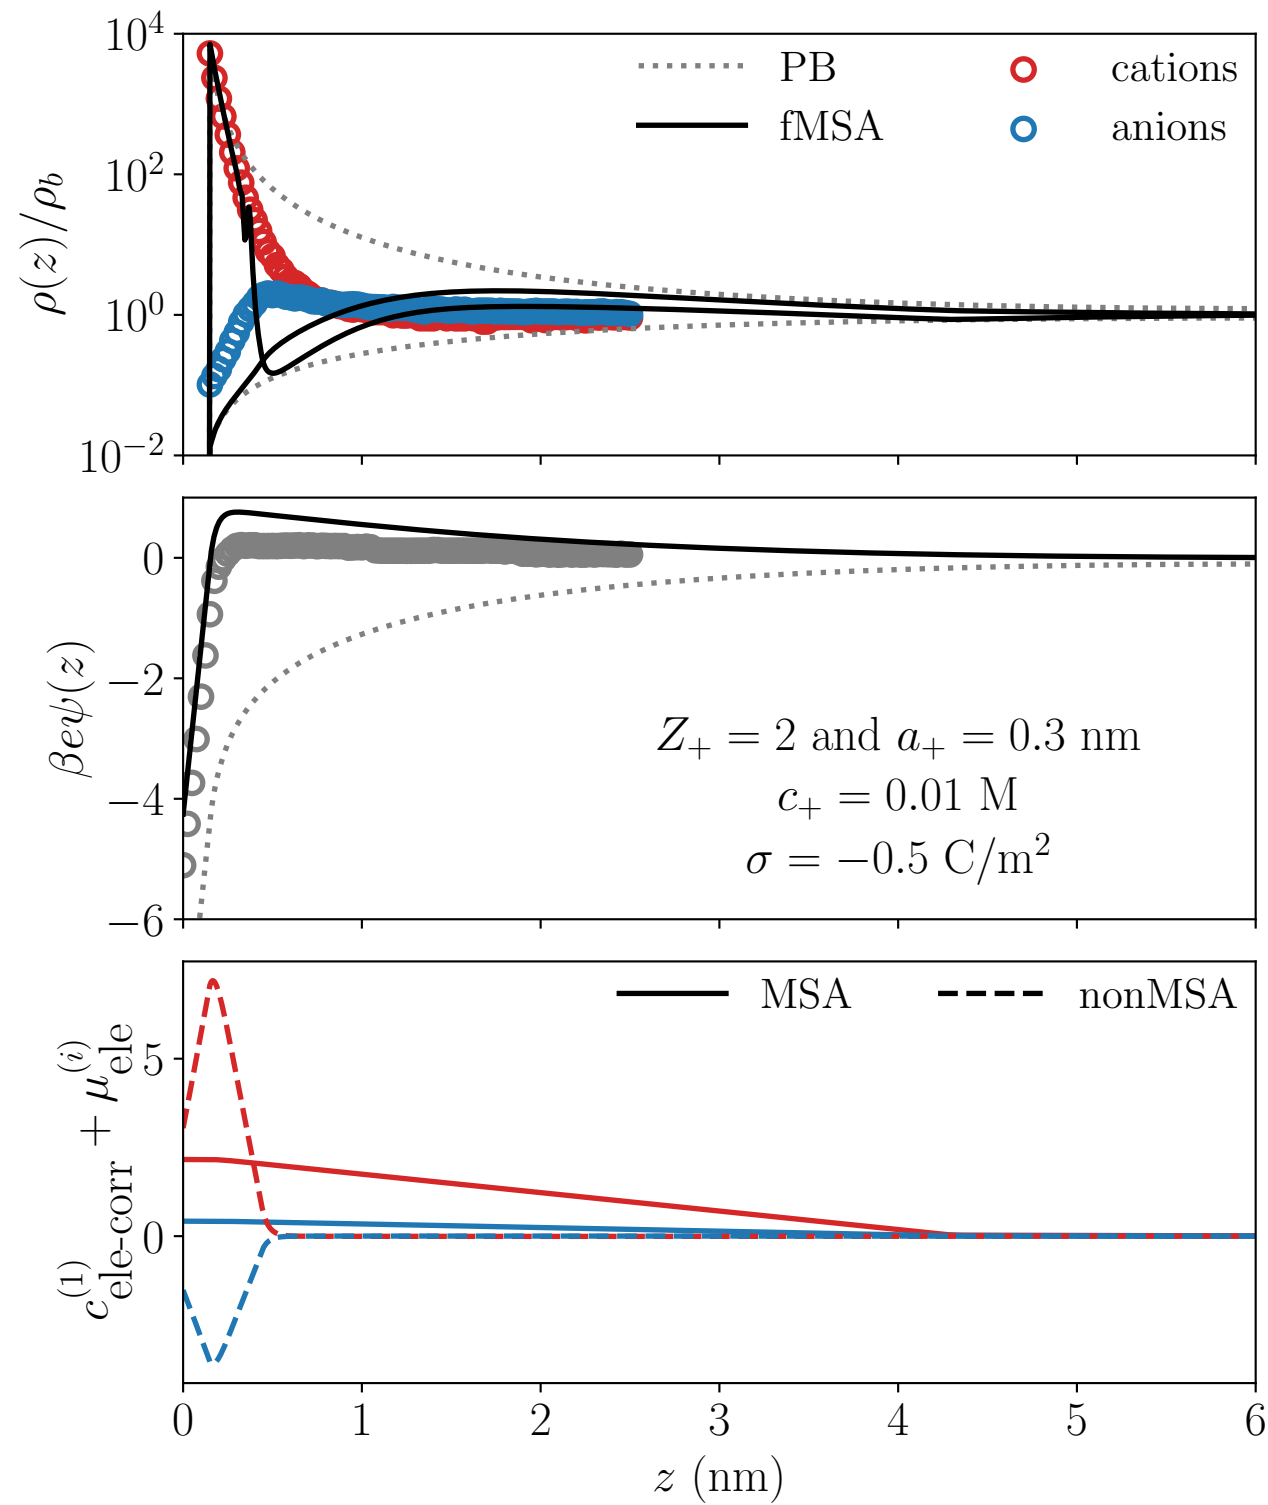 10^4
10^2
10^0
10^−2
ρ(z)/ρ_b
PB
fMSA
cations
anions
0
−2
−4
−6
βeψ(z)
Z_+ = 2 and a_+ = 0.3 nm
c_+ = 0.01 M
σ = −0.5 C/m^2
5
0
c^(1)_ele-corr + μ^(i)_ele
MSA
nonMSA
0 1 2 3 4 5 6
z (nm)